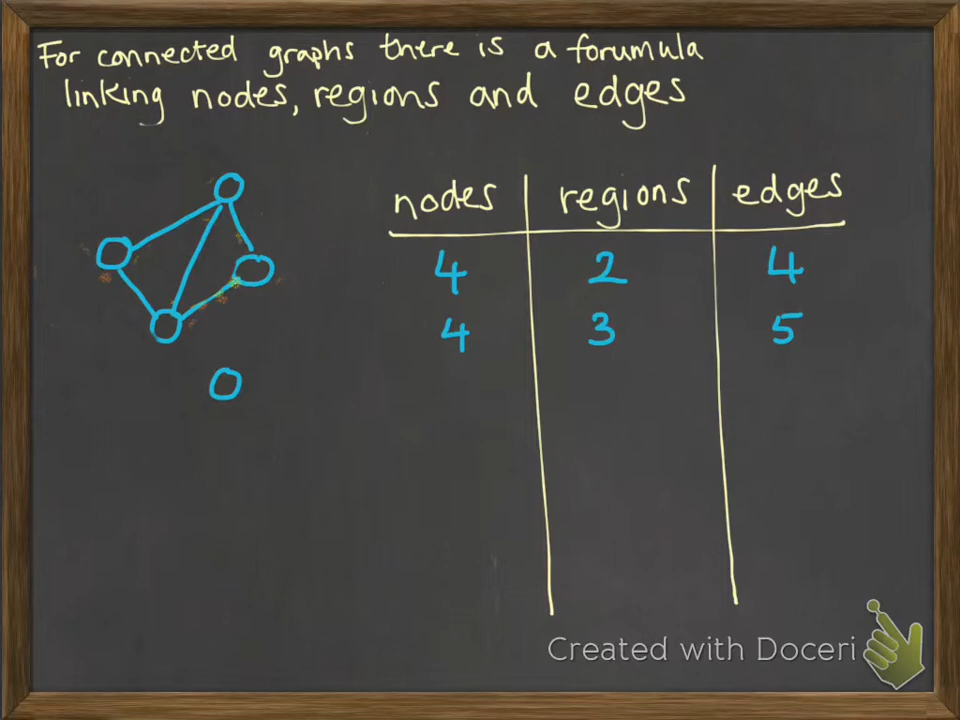 For connected graphs there is a forumula
linking nodes, regions and edges
nodes regions edges
4 2 4
4 3 5
Created with Doceri